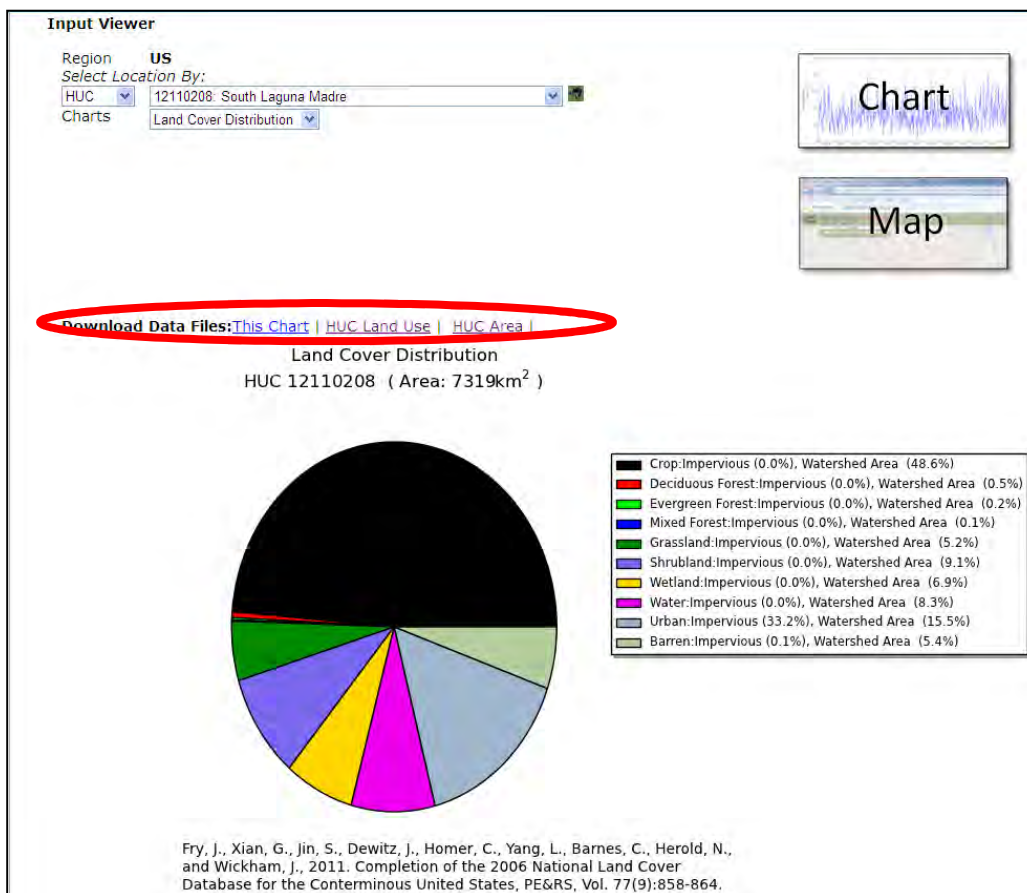 Input Viewer
Region US
Select Location By:
HUC 12110208: South Laguna Madre
Charts Land Cover Distribution
Chart
Map
Download Data Files:This Chart | HUC Land Use | HUC Area |
Land Cover Distribution
HUC 12110208 ( Area: 7319km2 )
Crop:Impervious (0.0%), Watershed Area (48.6%)
Deciduous Forest:Impervious (0.0%), Watershed Area (0.5%)
Evergreen Forest:Impervious (0.0%), Watershed Area (0.2%)
Mixed Forest:Impervious (0.0%), Watershed Area (0.1%)
Grassland:Impervious (0.0%), Watershed Area (5.2%)
Shrubland:Impervious (0.0%), Watershed Area (9.1%)
Wetland:Impervious (0.0%), Watershed Area (6.9%)
Water:Impervious (0.0%), Watershed Area (8.3%)
Urban:Impervious (33.2%), Watershed Area (15.5%)
Barren:Impervious (0.1%), Watershed Area (5.4%)
Fry, J., Xian, G., Jin, S., Dewitz, J., Homer, C., Yang, L., Barnes, C., Herold, N.,
and Wickham, J., 2011. Completion of the 2006 National Land Cover
Database for the Conterminous United States, PE&RS, Vol. 77(9):858-864.